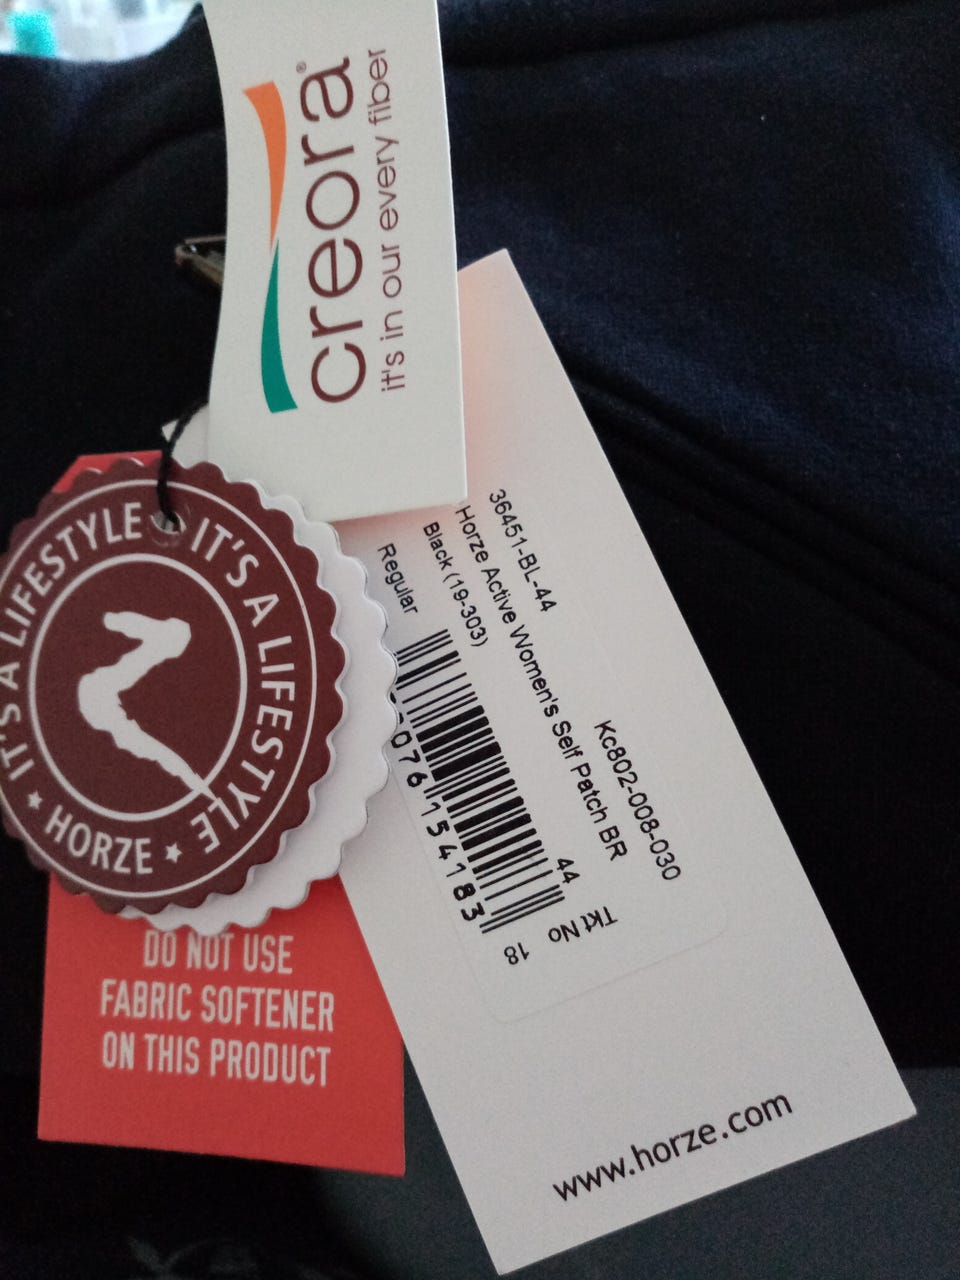 creora®
it's in our every fiber
IT'S A LIFESTYLE
IT'S A LIFESTYLE
★ HORZE ★
DO NOT USE
FABRIC SOFTENER
ON THIS PRODUCT
36451-BL-44
Kc802-008-030
Horze Active Women's Self Patch BR
Black (19-303)
44
Regular
076154183
Tkt No
18
www.horze.com